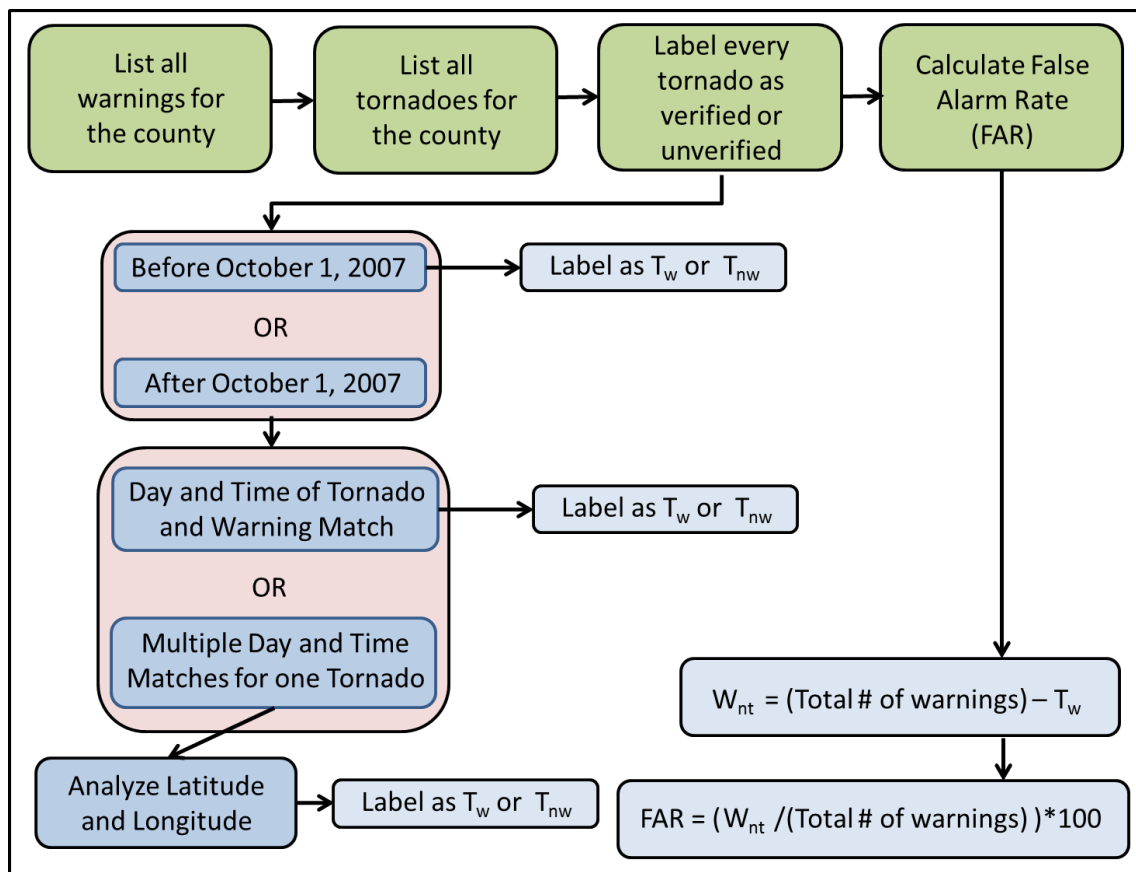 List all
warnings for
the county
List all
tornadoes for
the county
Label every
tornado as
verified or
unverified
Calculate False
Alarm Rate
(FAR)
Before October 1, 2007
Label as Tw or Tnw
OR
After October 1, 2007
Day and Time of Tornado
and Warning Match
Label as Tw or Tnw
OR
Multiple Day and Time
Matches for one Tornado
Analyze Latitude
and Longitude
Label as Tw or Tnw
Wnt = (Total # of warnings) – Tw
FAR = (Wnt /(Total # of warnings) )*100